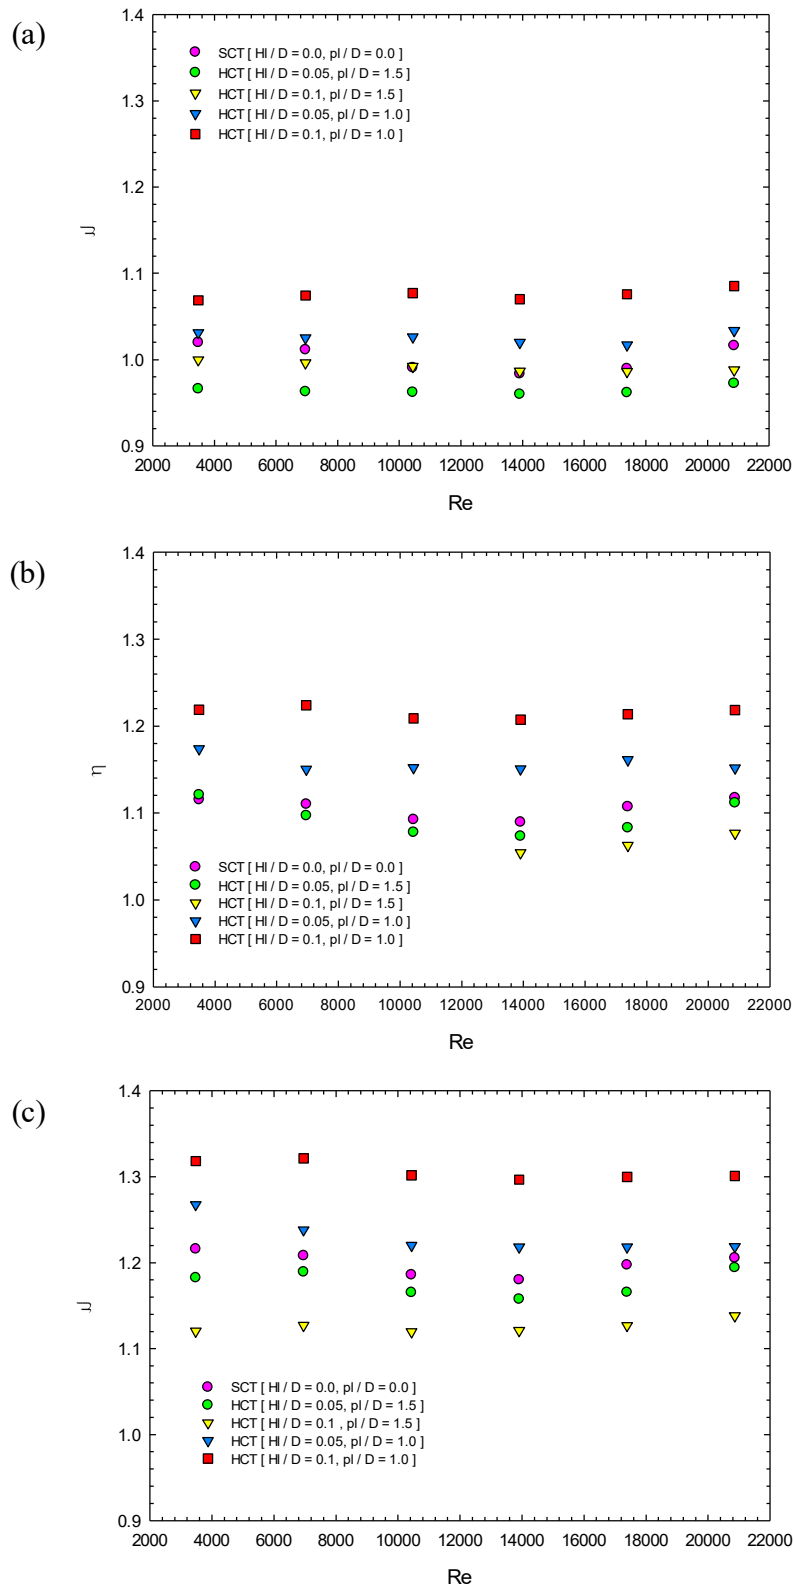 (a)
1.4
SCT [ Hl / D = 0.0, pl / D = 0.0 ]
HCT [ Hl / D = 0.05, pl / D = 1.5 ]
HCT [ Hl / D = 0.1, pl / D = 1.5 ]
HCT [ Hl / D = 0.05, pl / D = 1.0 ]
HCT [ Hl / D = 0.1, pl / D = 1.0 ]
1.3
1.2
η
1.1
1.0
0.9
2000 4000 6000 8000 10000 12000 14000 16000 18000 20000 22000
Re
(b)
1.4
1.3
1.2
η
1.1
SCT [ Hl / D = 0.0, pl / D = 0.0 ]
HCT [ Hl / D = 0.05, pl / D = 1.5 ]
HCT [ Hl / D = 0.1, pl / D = 1.5 ]
HCT [ Hl / D = 0.05, pl / D = 1.0 ]
HCT [ Hl / D = 0.1, pl / D = 1.0 ]
1.0
0.9
2000 4000 6000 8000 10000 12000 14000 16000 18000 20000 22000
Re
(c)
1.4
1.3
1.2
η
1.1
SCT [ Hl / D = 0.0, pl / D = 0.0 ]
HCT [ Hl / D = 0.05, pl / D = 1.5 ]
HCT [ Hl / D = 0.1 , pl / D = 1.5 ]
HCT [ Hl / D = 0.05, pl / D = 1.0 ]
HCT [ Hl / D = 0.1, pl / D = 1.0 ]
1.0
0.9
2000 4000 6000 8000 10000 12000 14000 16000 18000 20000 22000
Re